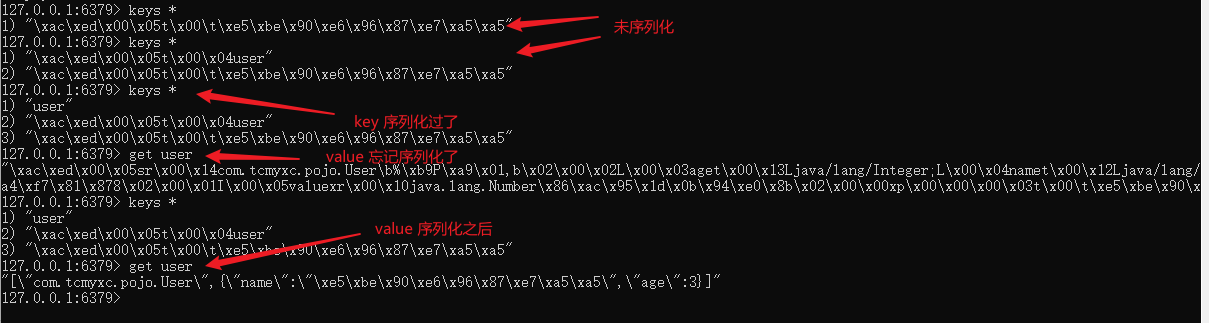 127.0.0.1:6379> keys *
1) "\xac\xed\x00\x05t\x00\t\xe5\xbe\x90\xe6\x96\x87\xe7\xa5\xa5"
未序列化
127.0.0.1:6379> keys *
1) "\xac\xed\x00\x05t\x00\x04user"
2) "\xac\xed\x00\x05t\x00\t\xe5\xbe\x90\xe6\x96\x87\xe7\xa5\xa5"
127.0.0.1:6379> keys *
1) "user"
2) "\xac\xed\x00\x05t\x00\x04user"
key 序列化过了
3) "\xac\xed\x00\x05t\x00\t\xe5\xbe\x90\xe6\x96\x87\xe7\xa5\xa5"
127.0.0.1:6379> get user
value 忘记序列化了
"\xac\xed\x00\x05sr\x00\x14com.tcmyxc.pojo.User\b%\xb9P\xa9\x01,b\x02\x00\x02L\x00\x03aget\x00\x13Ljava/lang/Integer;L\x00\x04namet\x00\x12Ljava/lang/
a4\xf7\x81\x878\x02\x00\x01I\x00\x05valuexr\x00\x10java.lang.Number\x86\xac\x95\x1d\x0b\x94\xe0\x8b\x02\x00\x00xp\x00\x00\x00\x03t\x00\t\xe5\xbe\x90\x
127.0.0.1:6379> keys *
1) "user"
2) "\xac\xed\x00\x05t\x00\x04user"
value 序列化之后
3) "\xac\xed\x00\x05t\x00\t\xe5\xbe\x90\xe6\x96\x87\xe7\xa5\xa5"
127.0.0.1:6379> get user
"[\"com.tcmyxc.pojo.User\",{\"name\":\"\xe5\xbe\x90\xe6\x96\x87\xe7\xa5\xa5\",\"age\":3}]"
127.0.0.1:6379>